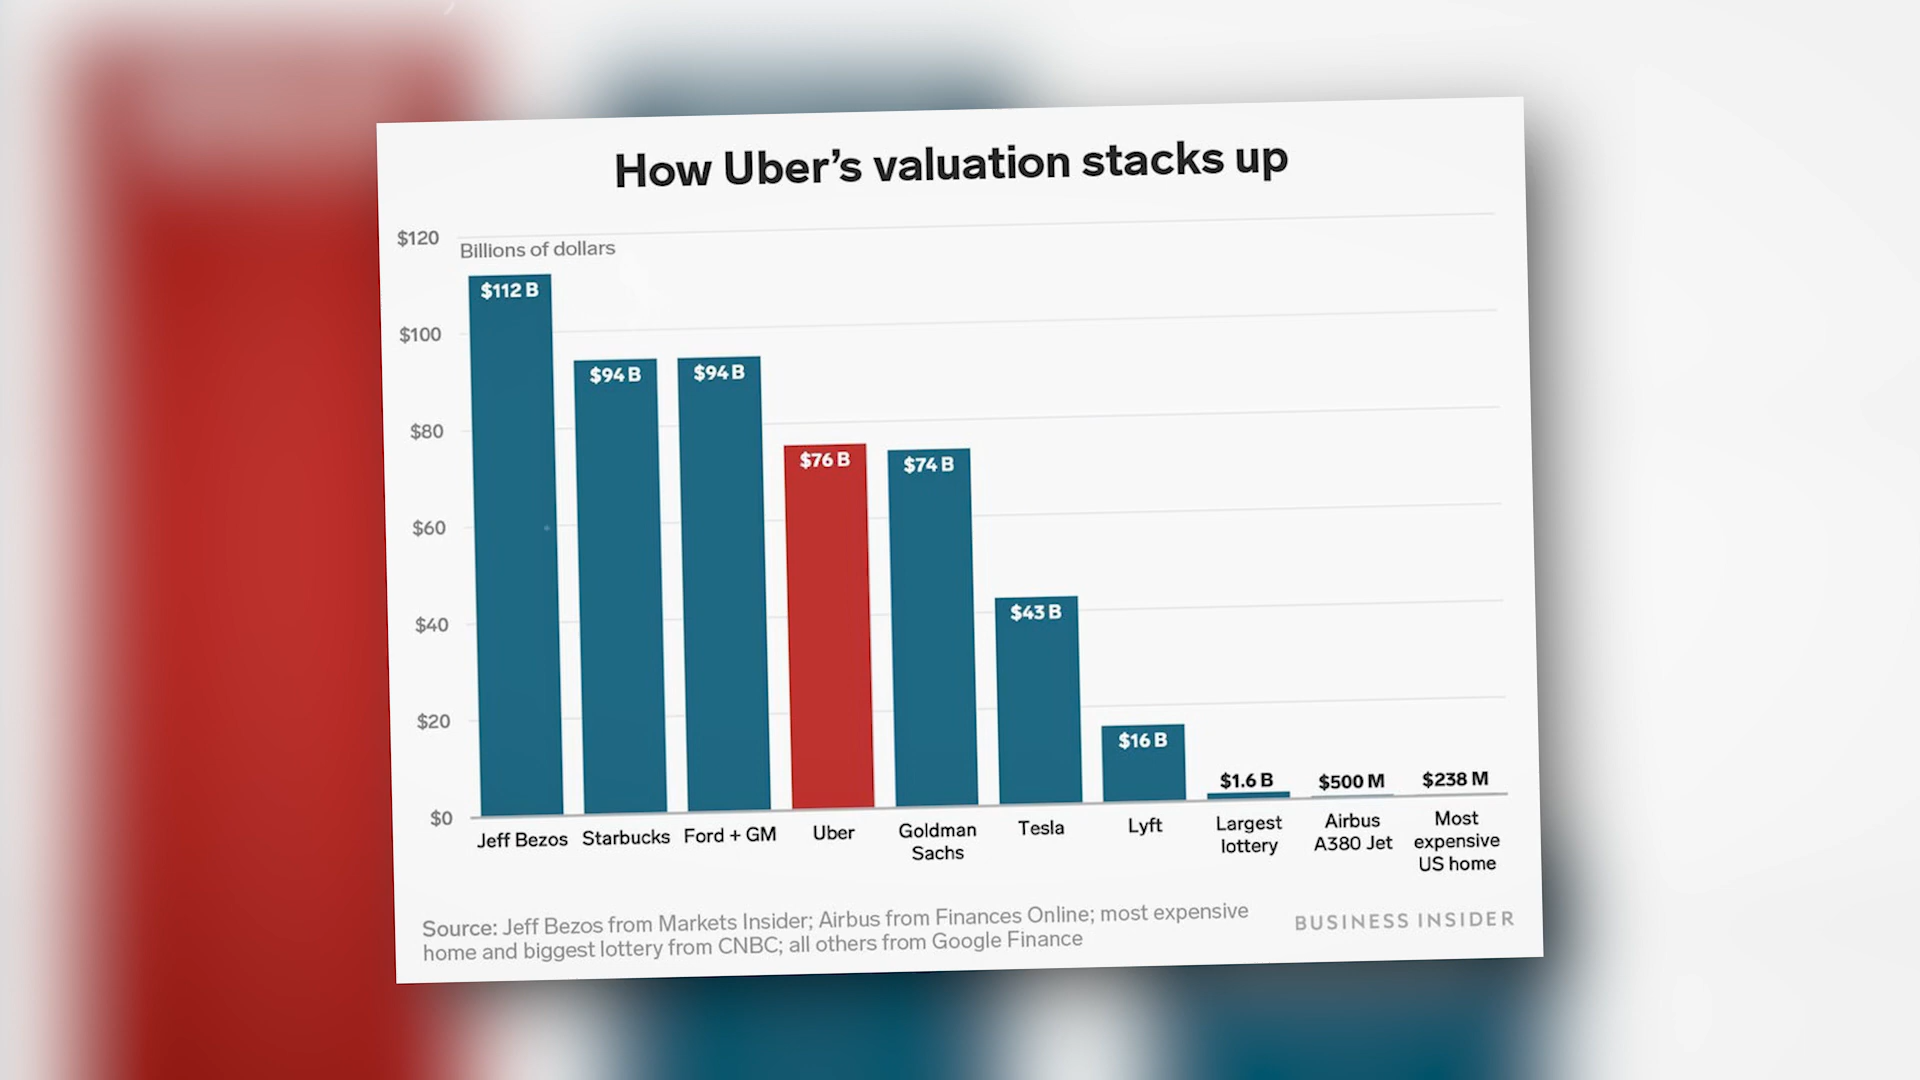 How Uber’s valuation stacks up
$120
Billions of dollars
$100
$80
$60
$40
$20
$0
$112 B
$94 B
$94 B
$76 B
$74 B
$43 B
$16 B
$1.6 B
$500 M
$238 M
Jeff Bezos
Starbucks
Ford + GM
Uber
Goldman
Sachs
Tesla
Lyft
Largest
lottery
Airbus
A380 Jet
Most
expensive
US home
Source: Jeff Bezos from Markets Insider; Airbus from Finances Online; most expensive
home and biggest lottery from CNBC; all others from Google Finance
BUSINESS INSIDER